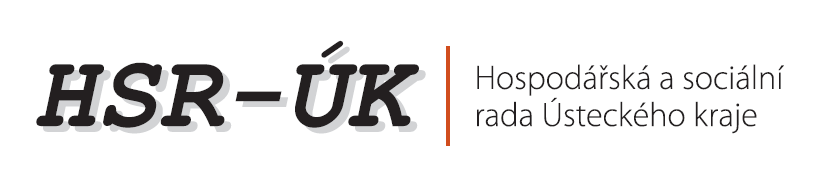 HSR-ÚK
Hospodářská a sociální
rada Ústeckého kraje